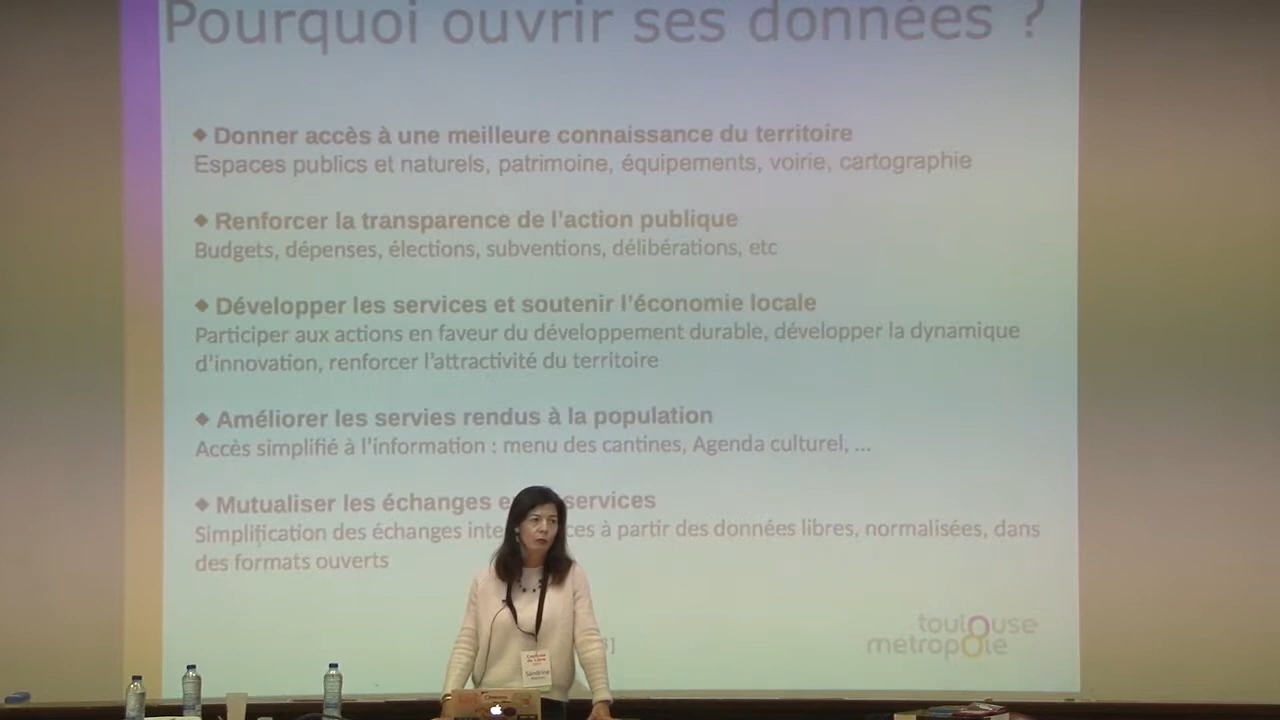 Pourquoi ouvrir ses données ?
◆ Donner accès à une meilleure connaissance du territoire
Espaces publics et naturels, patrimoine, équipements, voirie, cartographie
◆ Renforcer la transparence de l'action publique
Budgets, dépenses, élections, subventions, délibérations, etc
◆ Développer les services et soutenir l'économie locale
Participer aux actions en faveur du développement durable, développer la dynamique
d'innovation, renforcer l'attractivité du territoire
◆ Améliorer les servies rendus à la population
Accès simplifié à l'information : menu des cantines, Agenda culturel, ...
◆ Mutualiser les échanges services
Simplification des échanges à partir des données libres, normalisées, dans
des formats ouverts
toulouse
métropole
Sandrine